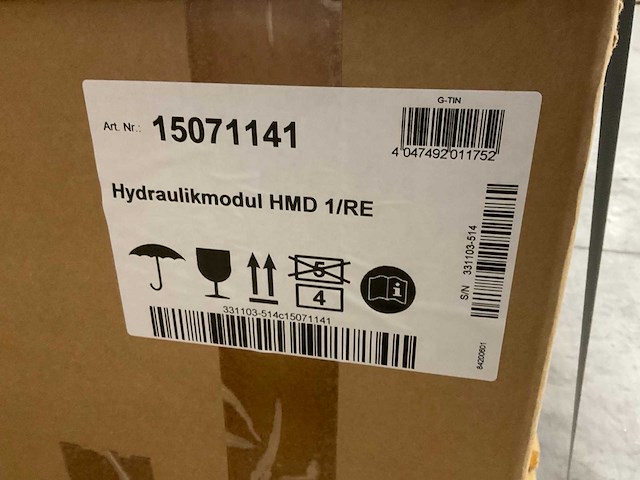 G-TIN
Art. Nr.: 15071141
4 047492 011752
Hydraulikmodul HMD 1/RE
S/N 331103-514
5
4
i
331103-514c15071141
84200601